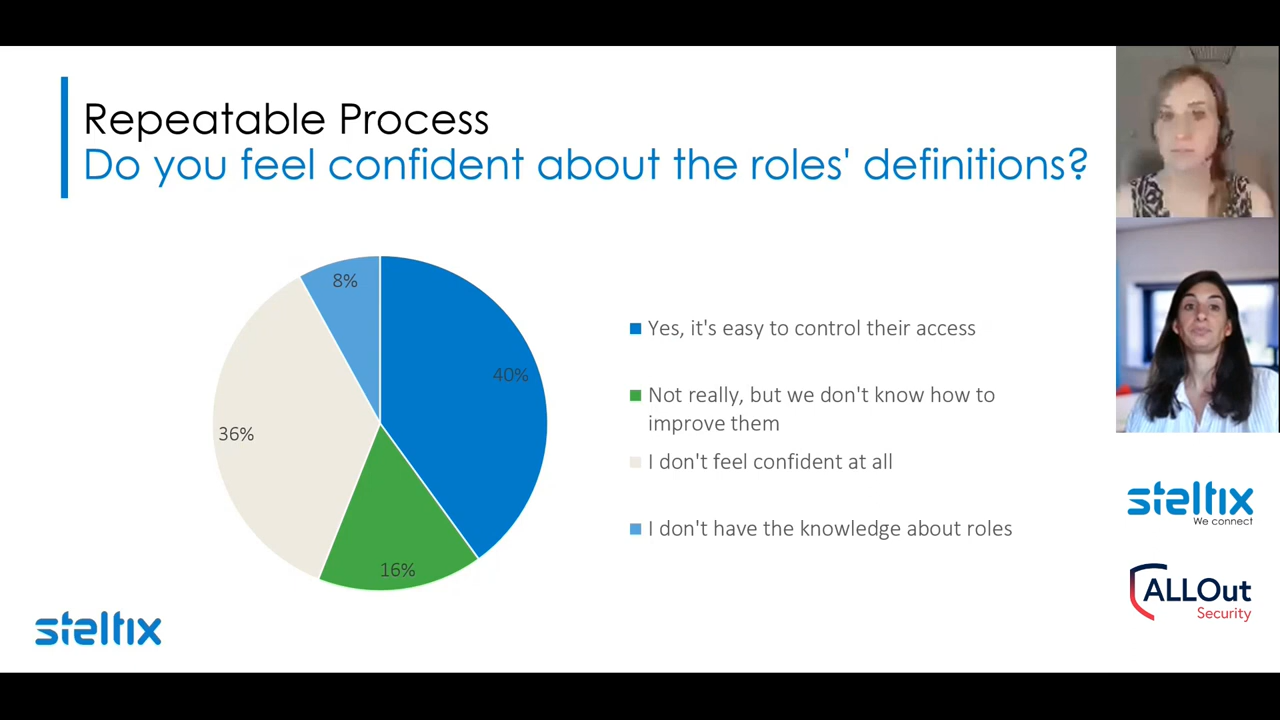 Repeatable Process
Do you feel confident about the roles' definitions?
8%
40%
36%
16%
Yes, it's easy to control their access
Not really, but we don't know how to
improve them
I don't feel confident at all
I don't have the knowledge about roles
steltix
We connect
ALLOut
Security
steltix